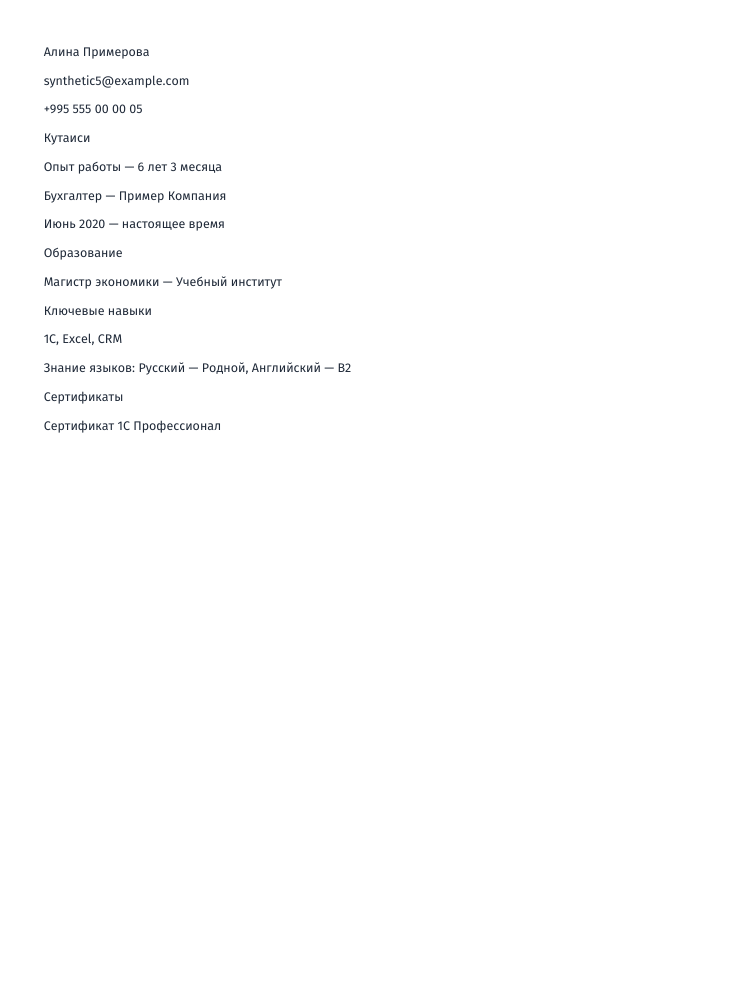 Алина Примерова
synthetic5@example.com
+995 555 00 00 05
Кутаиси
Опыт работы — 6 лет 3 месяца
Бухгалтер — Пример Компания
Июнь 2020 — настоящее время
Образование
Магистр экономики — Учебный институт
Ключевые навыки
1C, Excel, CRM
Знание языков: Русский — Родной, Английский — B2
Сертификаты
Сертификат 1С Профессионал